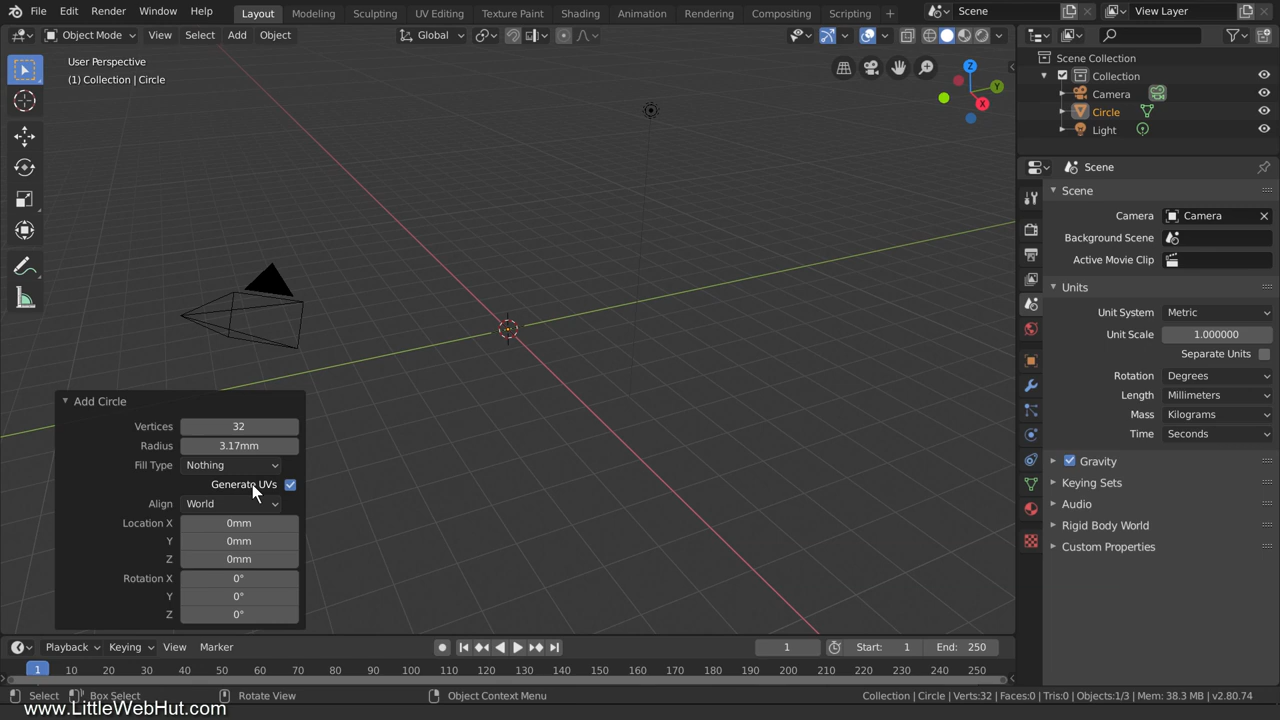 File Edit Render Window Help Layout Modeling Sculpting UV Editing Texture Paint Shading Animation Rendering Compositing Scripting + Scene View Layer
Object Mode View Select Add Object Global
User Perspective
(1) Collection | Circle
Z
Y
X
Scene Collection
Collection
Camera
Circle
Light
Scene
Scene
Camera Camera
Background Scene
Active Movie Clip
Units
Unit System Metric
Unit Scale 1.000000
Separate Units
Rotation Degrees
Length Millimeters
Mass Kilograms
Time Seconds
Gravity
Keying Sets
Audio
Rigid Body World
Custom Properties
Add Circle
Vertices 32
Radius 3.17mm
Fill Type Nothing
Generate UVs
Align World
Location X 0mm
Y 0mm
Z 0mm
Rotation X 0°
Y 0°
Z 0°
Playback Keying View Marker 1 Start: 1 End: 250
1 10 20 30 40 50 60 70 80 90 100 110 120 130 140 150 160 170 180 190 200 210 220 230 240 250
Select Box Select Rotate View Object Context Menu Collection | Circle | Verts:32 | Faces:0 | Tris:0 | Objects:1/3 | Mem: 38.3 MB | v2.80.74
www.LittleWebHut.com